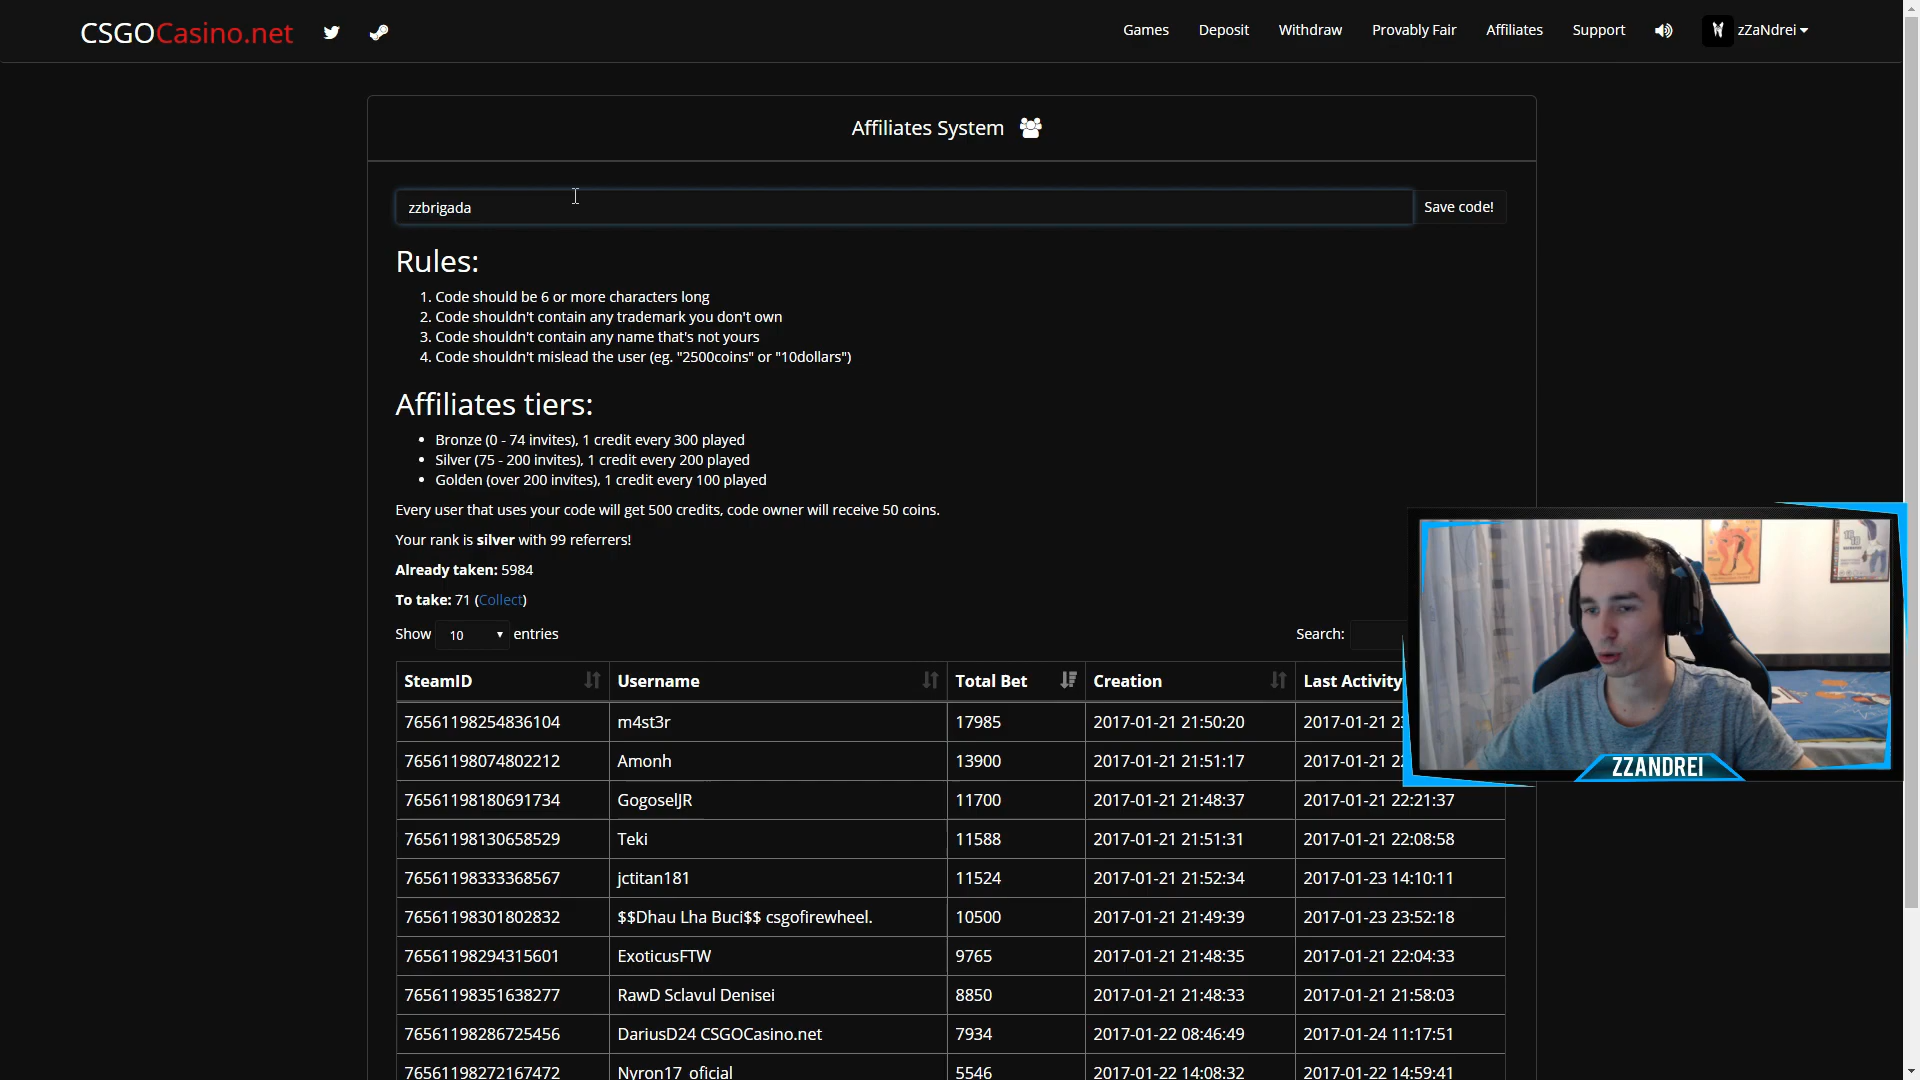 CSGOCasino.net
Games Deposit Withdraw Provably Fair Affiliates Support zZaNdrei
Affiliates System
zzbrigada Save code!
Rules:
1. Code should be 6 or more characters long
2. Code shouldn't contain any trademark you don't own
3. Code shouldn't contain any name that's not yours
4. Code shouldn't mislead the user (eg. "2500coins" or "10dollars")
Affiliates tiers:
• Bronze (0 - 74 invites), 1 credit every 300 played
• Silver (75 - 200 invites), 1 credit every 200 played
• Golden (over 200 invites), 1 credit every 100 played
Every user that uses your code will get 500 credits, code owner will receive 50 coins.
Your rank is silver with 99 referrers!
Already taken: 5984
To take: 71 (Collect)
Show 10 entries Search:
SteamID Username Total Bet Creation Last Activity
76561198254836104 m4st3r 17985 2017-01-21 21:50:20 2017-01-21
76561198074802212 Amonh 13900 2017-01-21 21:51:17 2017-01-21
76561198180691734 GogoselJR 11700 2017-01-21 21:48:37 2017-01-21 22:21:37
76561198130658529 Teki 11588 2017-01-21 21:51:31 2017-01-21 22:08:58
76561198333368567 jctitan181 11524 2017-01-21 21:52:34 2017-01-23 14:10:11
76561198301802832 $$Dhau Lha Buci$$ csgofirewheel. 10500 2017-01-21 21:49:39 2017-01-23 23:52:18
76561198294315601 ExoticusFTW 9765 2017-01-21 21:48:35 2017-01-21 22:04:33
76561198351638277 RawD Sclavul Denisei 8850 2017-01-21 21:48:33 2017-01-21 21:58:03
76561198286725456 DariusD24 CSGOCasino.net 7934 2017-01-22 08:46:49 2017-01-24 11:17:51
76561198272167472 Nyron17_oficial 5546 2017-01-22 14:08:32 2017-01-22 14:59:41
ZZANDREI